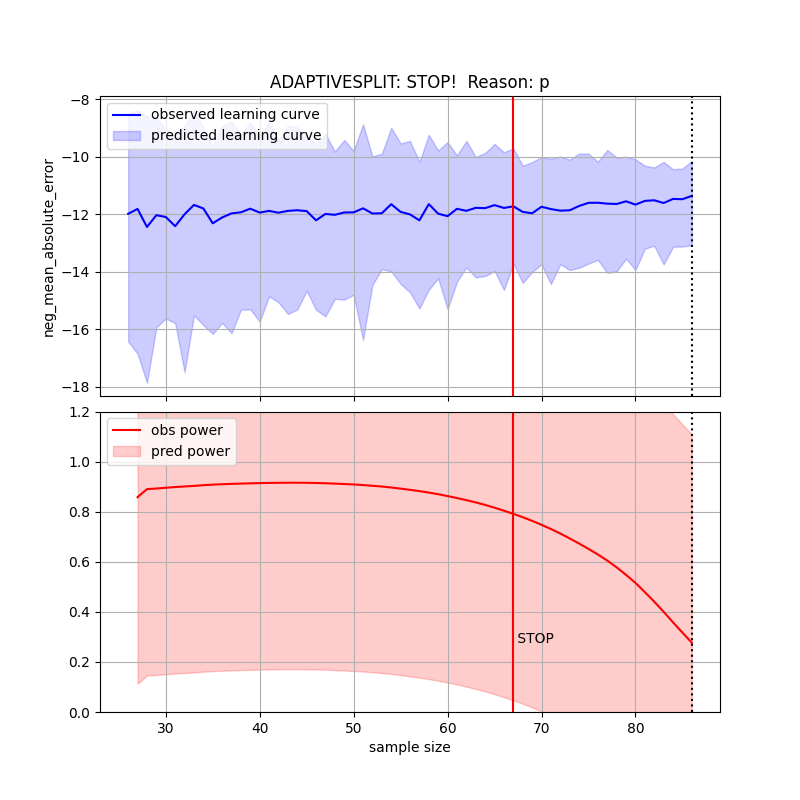 ADAPTIVESPLIT: STOP!  Reason: p
observed learning curve
predicted learning curve
neg_mean_absolute_error
−8
−10
−12
−14
−16
−18
obs power
pred power
1.2
1.0
0.8
0.6
0.4
0.2
0.0
STOP
30 40 50 60 70 80
sample size